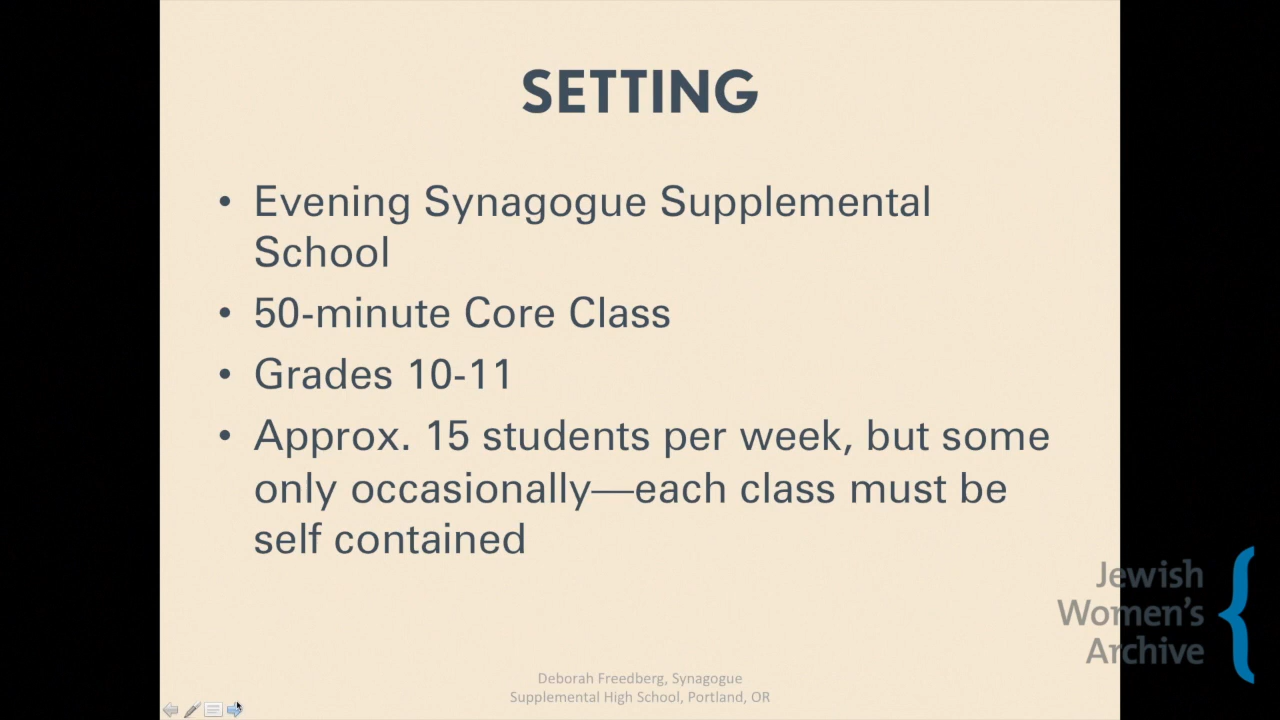 SETTING
• Evening Synagogue Supplemental
School
• 50-minute Core Class
• Grades 10-11
• Approx. 15 students per week, but some
only occasionally—each class must be
self contained
Jewish
Women's
Archive
Deborah Freedberg, Synagogue
Supplemental High School, Portland, OR